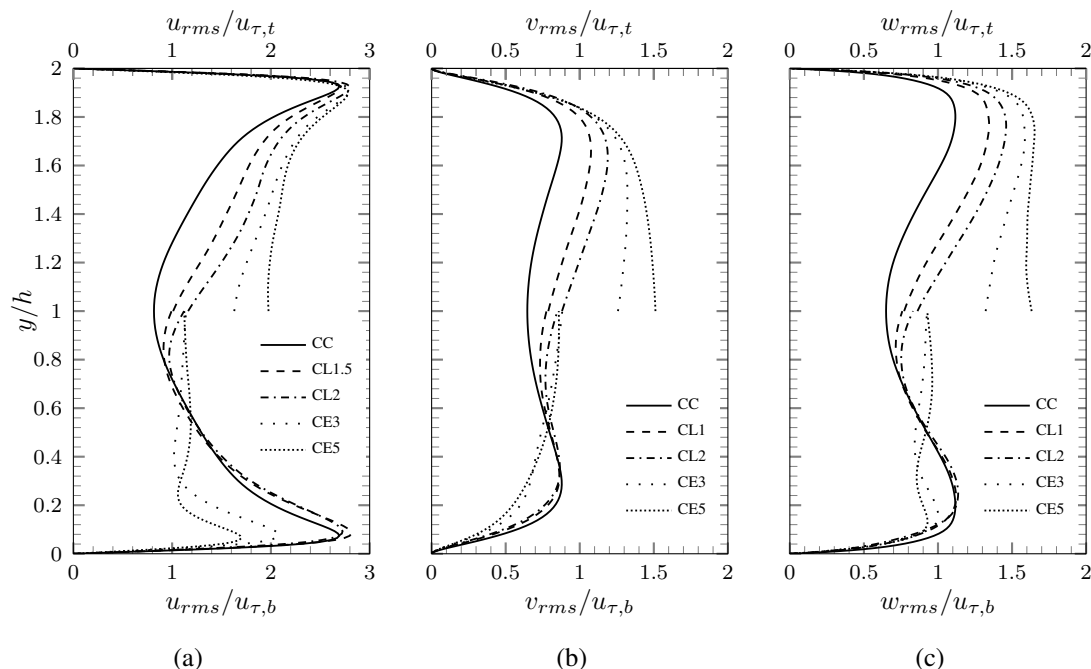 u_{rms}/u_{τ,t}
0 1 2 3
2
1.8
1.6
1.4
1.2
1
0.8
0.6
0.4
0.2
0
y/h
CC
CL1.5
CL2
CE3
CE5
0 1 2 3
u_{rms}/u_{τ,b}
(a)
v_{rms}/u_{τ,t}
0 0.5 1 1.5 2
CC
CL1
CL2
CE3
CE5
0 0.5 1 1.5 2
v_{rms}/u_{τ,b}
(b)
w_{rms}/u_{τ,t}
0 0.5 1 1.5 2
CC
CL1
CL2
CE3
CE5
0 0.5 1 1.5 2
w_{rms}/u_{τ,b}
(c)